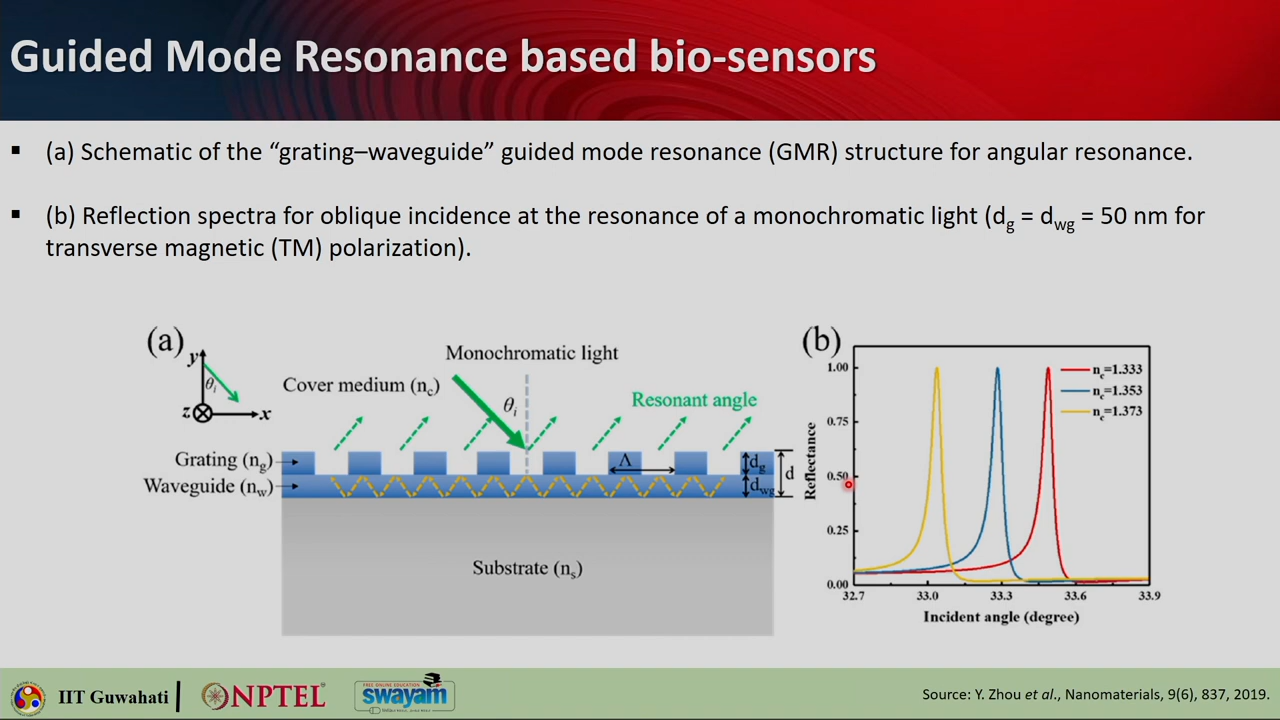 Guided Mode Resonance based bio-sensors
▪ (a) Schematic of the “grating–waveguide” guided mode resonance (GMR) structure for angular resonance.
▪ (b) Reflection spectra for oblique incidence at the resonance of a monochromatic light (dg = dwg = 50 nm for
transverse magnetic (TM) polarization).
(a)
y
θi
z
x
Monochromatic light
Cover medium (nc)
θi
Resonant angle
Grating (ng)
Λ
dg
d
Waveguide (nw)
dwg
Substrate (ns)
(b)
1.00
0.75
0.50
0.25
0.00
Reflectance
nc=1.333
nc=1.353
nc=1.373
32.7 33.0 33.3 33.6 33.9
Incident angle (degree)
IIT Guwahati
NPTEL
FREE ONLINE EDUCATION
swayam
Source: Y. Zhou et al., Nanomaterials, 9(6), 837, 2019.